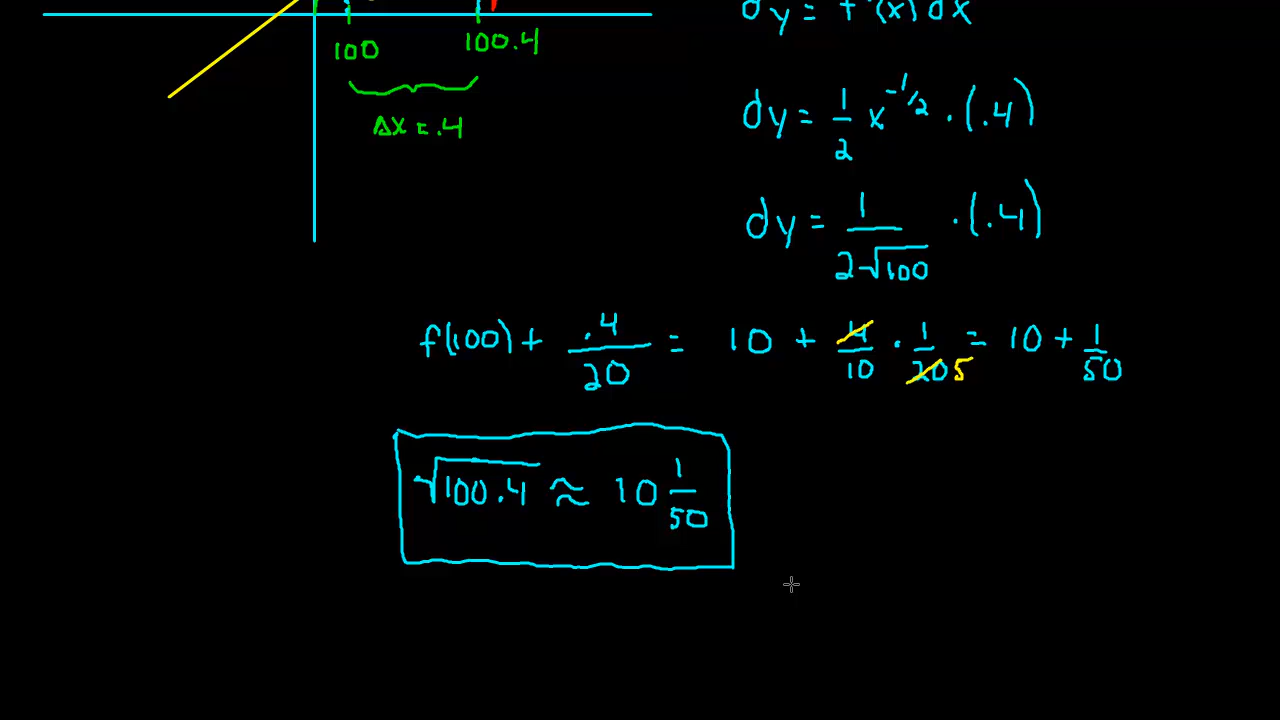 dy = f'(x) dx
100
100.4
Δx = .4
dy = 1/2 x^-1/2 · (.4)
dy = 1/(2√100) · (.4)
f(100) + .4/20 = 10 + 4/10 · 1/20 5 = 10 + 1/50
√100.4 ≈ 10 1/50